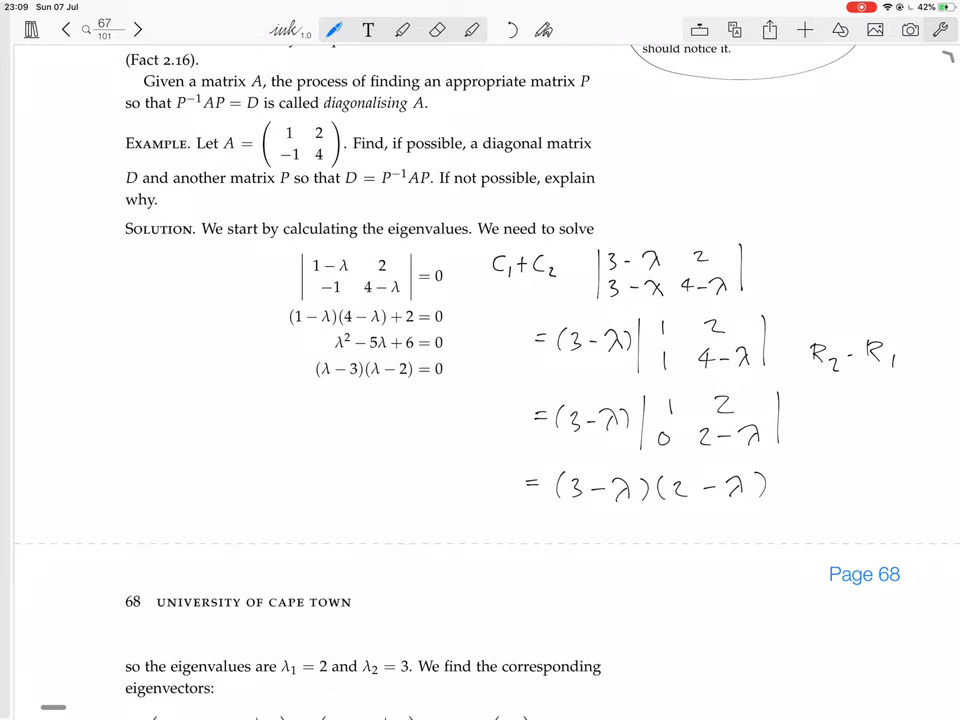 23:09 Sun 07 Jul
42%
67
101
ink 1.0
T
(Fact 2.16).
should notice it.
Given a matrix A, the process of finding an appropriate matrix P
so that P⁻¹AP = D is called diagonalising A.
EXAMPLE. Let A = ( 1 2 ; −1 4 ). Find, if possible, a diagonal matrix
D and another matrix P so that D = P⁻¹AP. If not possible, explain
why.
SOLUTION. We start by calculating the eigenvalues. We need to solve
| 1 − λ 2 ; −1 4 − λ | = 0
(1 − λ)(4 − λ) + 2 = 0
λ² − 5λ + 6 = 0
(λ − 3)(λ − 2) = 0
C₁ + C₂ | 3 − λ 2 ; 3 − λ 4 − λ |
= (3 − λ) | 1 2 ; 1 4 − λ | R₂ − R₁
= (3 − λ) | 1 2 ; 0 2 − λ |
= (3 − λ)(2 − λ)
Page 68
68 UNIVERSITY OF CAPE TOWN
so the eigenvalues are λ₁ = 2 and λ₂ = 3. We find the corresponding
eigenvectors: